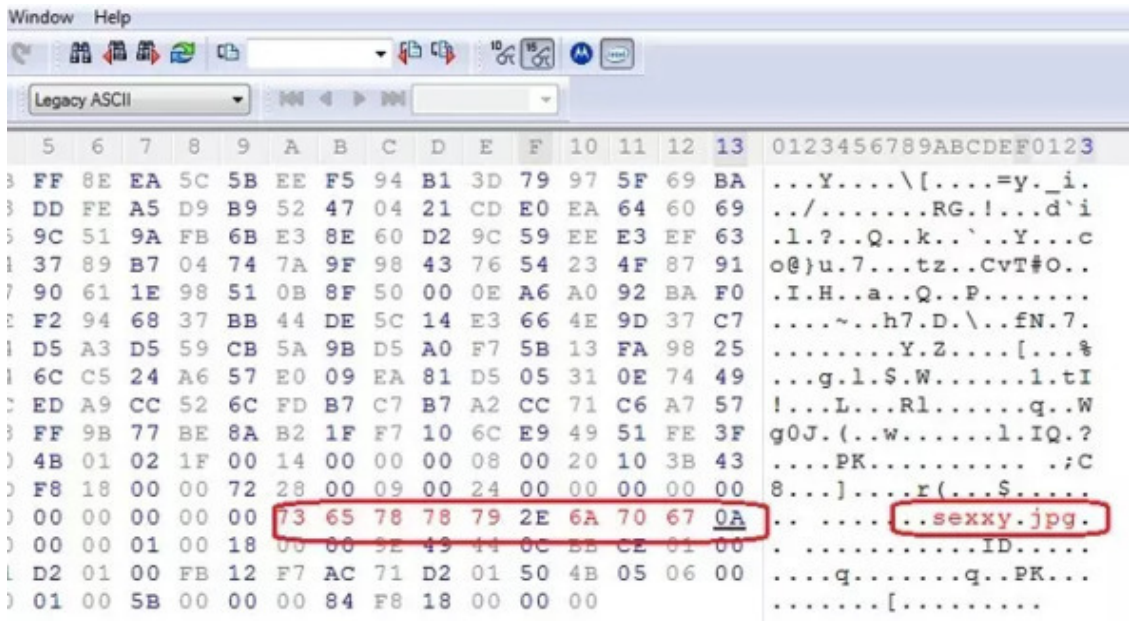 Window Help
Legacy ASCII
5 6 7 8 9 A B C D E F 10 11 12 13 0123456789ABCDEF0123
FF 8E EA 5C 5B EE F5 94 B1 3D 79 97 5F 69 BA ...Y....\[....=y._i.
DD FE A5 D9 B9 52 47 04 21 CD E0 EA 64 60 69 ../.......RG.!...d`i
9C 51 9A FB 6B E3 8E 60 D2 9C 59 EE E3 EF 63 .l.?..Q..k..`..Y...c
37 89 B7 04 74 7A 9F 98 43 76 54 23 4F 87 91 o@}u.7...tz..CvT#O..
90 61 1E 98 51 0B 8F 50 00 0E A6 A0 92 BA F0 .I.H..a..Q..P.......
F2 94 68 37 BB 44 DE 5C 14 E3 66 4E 9D 37 C7 ....~..h7.D.\..fN.7.
D5 A3 D5 59 CB 5A 9B D5 A0 F7 5B 13 FA 98 25 ........Y.Z....[...%
6C C5 24 A6 57 E0 09 EA 81 D5 05 31 0E 74 49 ...g.l.$.W......1.tI
ED A9 CC 52 6C FD B7 C7 B7 A2 CC 71 C6 A7 57 !...L...Rl......q..W
FF 9B 77 BE 8A B2 1F F7 10 6C E9 49 51 FE 3F g0J.(..w......l.IQ.?
4B 01 02 1F 00 14 00 00 00 08 00 20 10 3B 43 ....PK.......... .;C
F8 18 00 00 72 28 00 09 00 24 00 00 00 00 00 8...]....r(...$.....
00 00 00 00 00 73 65 78 78 79 2E 6A 70 67 0A .. .......sexxy.jpg.
00 00 01 00 18 00 00 9E 49 44 0C BB CE 01 00 . ............ID.....
D2 01 00 FB 12 F7 AC 71 D2 01 50 4B 05 06 00 ....q.......q..PK...
01 00 5B 00 00 00 84 F8 18 00 00 00 .......[.........